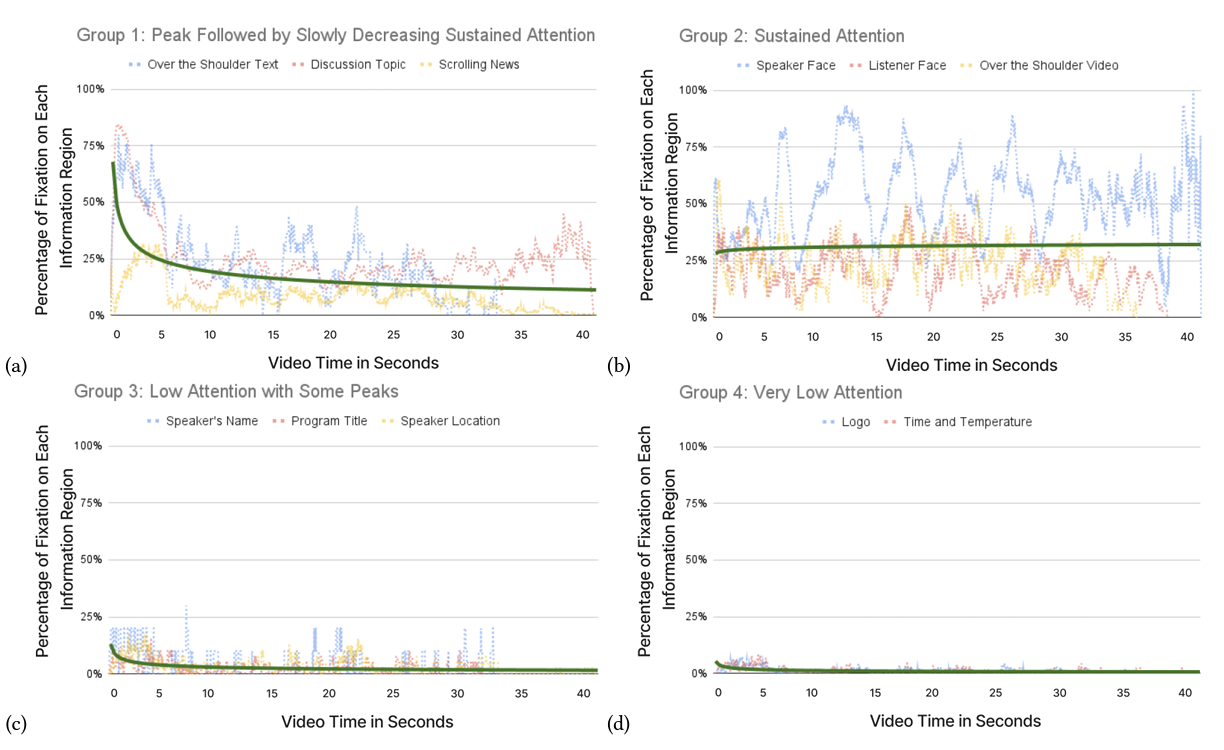 Group 1: Peak Followed by Slowly Decreasing Sustained Attention
Over the Shoulder Text Discussion Topic Scrolling News
Percentage of Fixation on Each
Information Region
100%
75%
50%
25%
0%
0 5 10 15 20 25 30 35 40
Video Time in Seconds
(a)
Group 2: Sustained Attention
Speaker Face Listener Face Over the Shoulder Video
Percentage of Fixation on Each
Information Region
100%
75%
50%
25%
0%
0 5 10 15 20 25 30 35 40
Video Time in Seconds
(b)
Group 3: Low Attention with Some Peaks
Speaker's Name Program Title Speaker Location
Percentage of Fixation on Each
Information Region
100%
75%
50%
25%
0%
0 5 10 15 20 25 30 35 40
Video Time in Seconds
(c)
Group 4: Very Low Attention
Logo Time and Temperature
Percentage of Fixation on Each
Information Region
100%
75%
50%
25%
0%
0 5 10 15 20 25 30 35 40
Video Time in Seconds
(d)